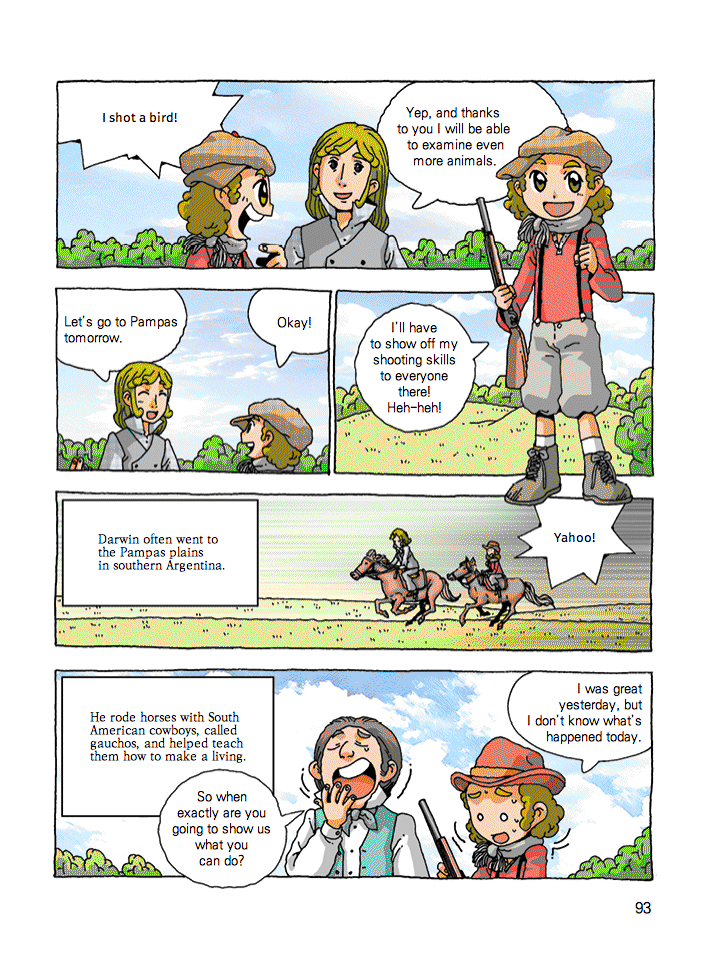 I shot a bird!
Yep, and thanks
to you I will be able
to examine even
more animals.
Let's go to Pampas
tomorrow.
Okay!
I'll have
to show off my
shooting skills
to everyone
there!
Heh-heh!
Darwin often went to
the Pampas plains
in southern Argentina.
Yahoo!
He rode horses with South
American cowboys, called
gauchos, and helped teach
them how to make a living.
So when
exactly are you
going to show us
what you
can do?
I was great
yesterday, but
I don't know what's
happened today.
93